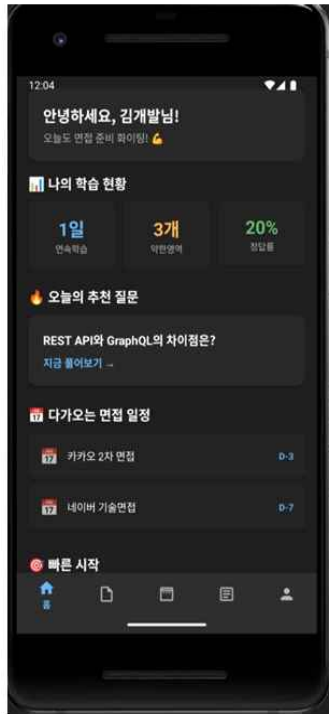 12:04
안녕하세요, 김개발님!
오늘도 면접 준비 화이팅! 💪
📊 나의 학습 현황
1일 3개 20%
연속학습 약한영역 정답률
🔥 오늘의 추천 질문
REST API와 GraphQL의 차이점은?
지금 풀어보기 →
📅 다가오는 면접 일정
카카오 2차 면접 D-3
네이버 기술면접 D-7
🎯 빠른 시작
홈